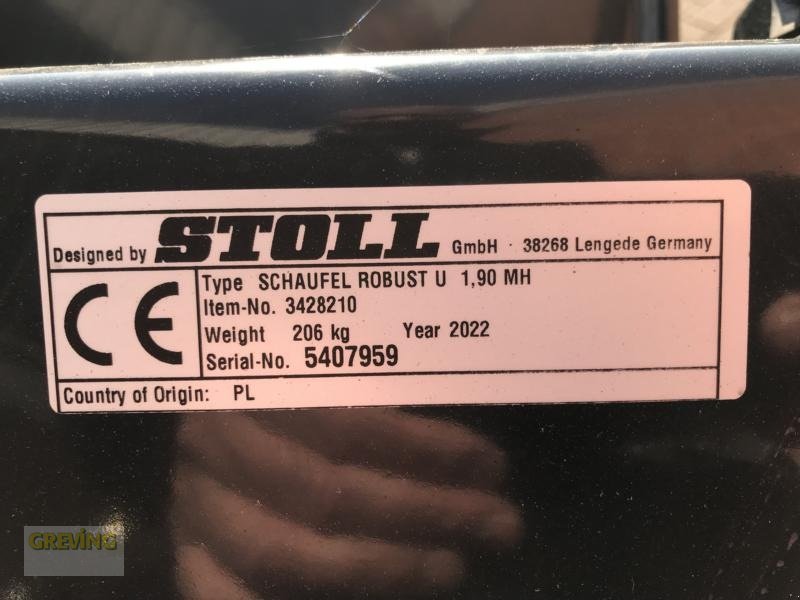 Designed by STOLL GmbH · 38268 Lengede Germany
CE
Type SCHAUFEL ROBUST U 1,90 MH
Item-No. 3428210
Weight 206 kg Year 2022
Serial-No. 5407959
Country of Origin: PL
GREVING